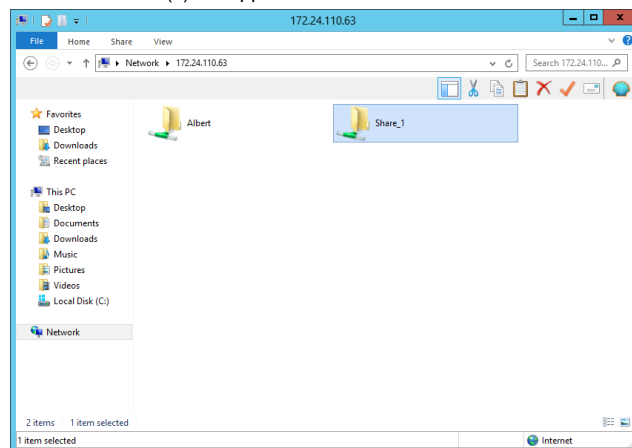 172.24.110.63
File Home Share View
Network 172.24.110.63
Search 172.24.110...
Favorites
Desktop
Downloads
Recent places
This PC
Desktop
Documents
Downloads
Music
Pictures
Videos
Local Disk (C:)
Network
Albert
Share_1
2 items 1 item selected
1 item selected
Internet